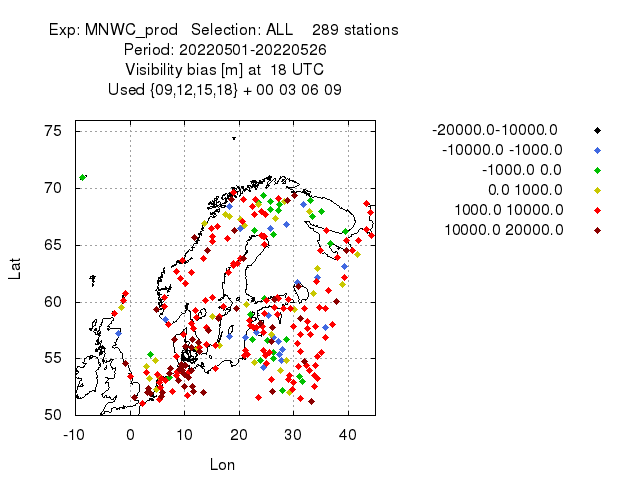 Exp: MNWC_prod   Selection: ALL    289 stations
Period: 20220501-20220526
Visibility bias [m] at  18 UTC
Used {09,12,15,18} + 00 03 06 09
-20000.0-10000.0
-10000.0 -1000.0
-1000.0 0.0
0.0 1000.0
1000.0 10000.0
10000.0 20000.0
75
70
65
60
55
50
Lat
-10 0 10 20 30 40
Lon